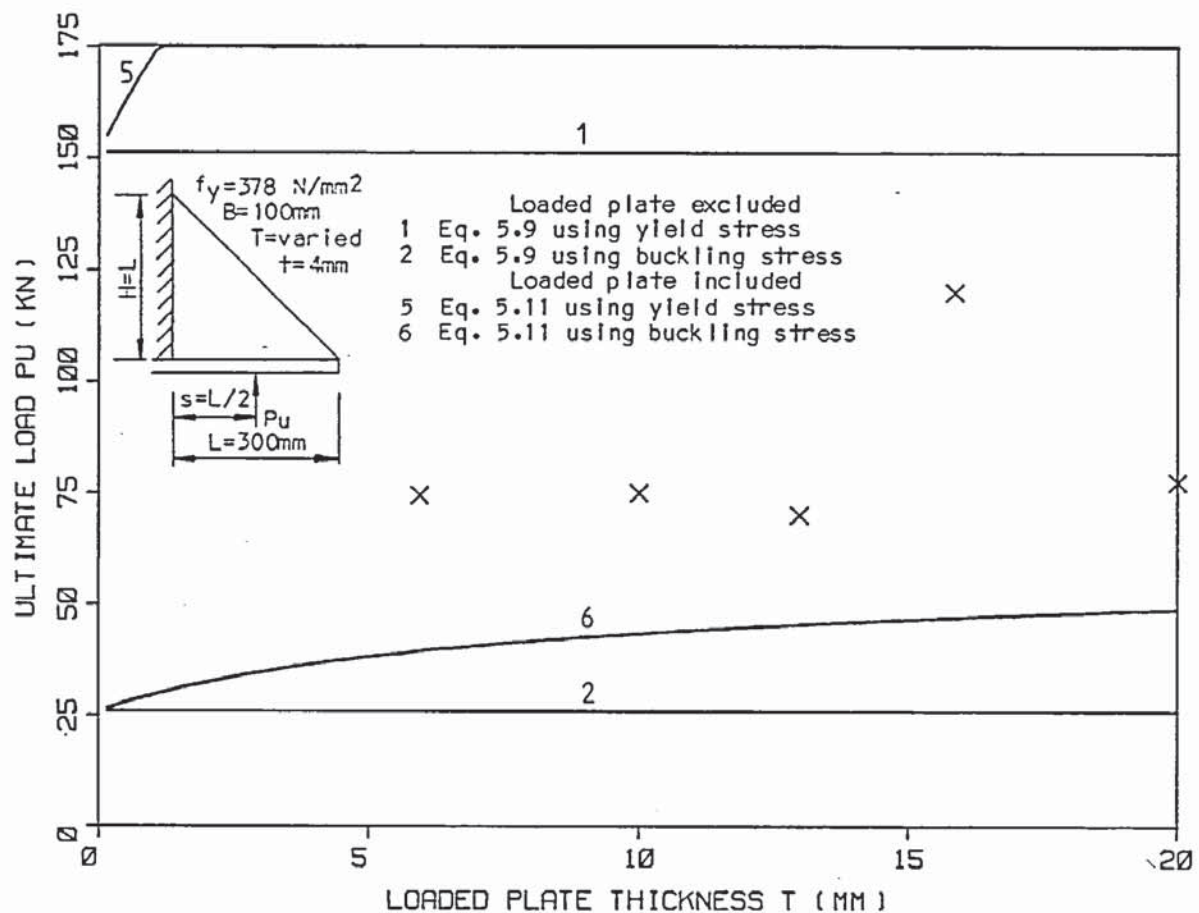 ULTIMATE LOAD PU (KN)
175
150
125
100
75
50
25
0
5
1
fy=378 N/mm2
B=100mm
T=varied
t=4mm
H=L
s=L/2
Pu
L=300mm
Loaded plate excluded
1 Eq. 5.9 using yield stress
2 Eq. 5.9 using buckling stress
Loaded plate included
5 Eq. 5.11 using yield stress
6 Eq. 5.11 using buckling stress
6
2
0 5 10 15 20
LOADED PLATE THICKNESS T (MM)